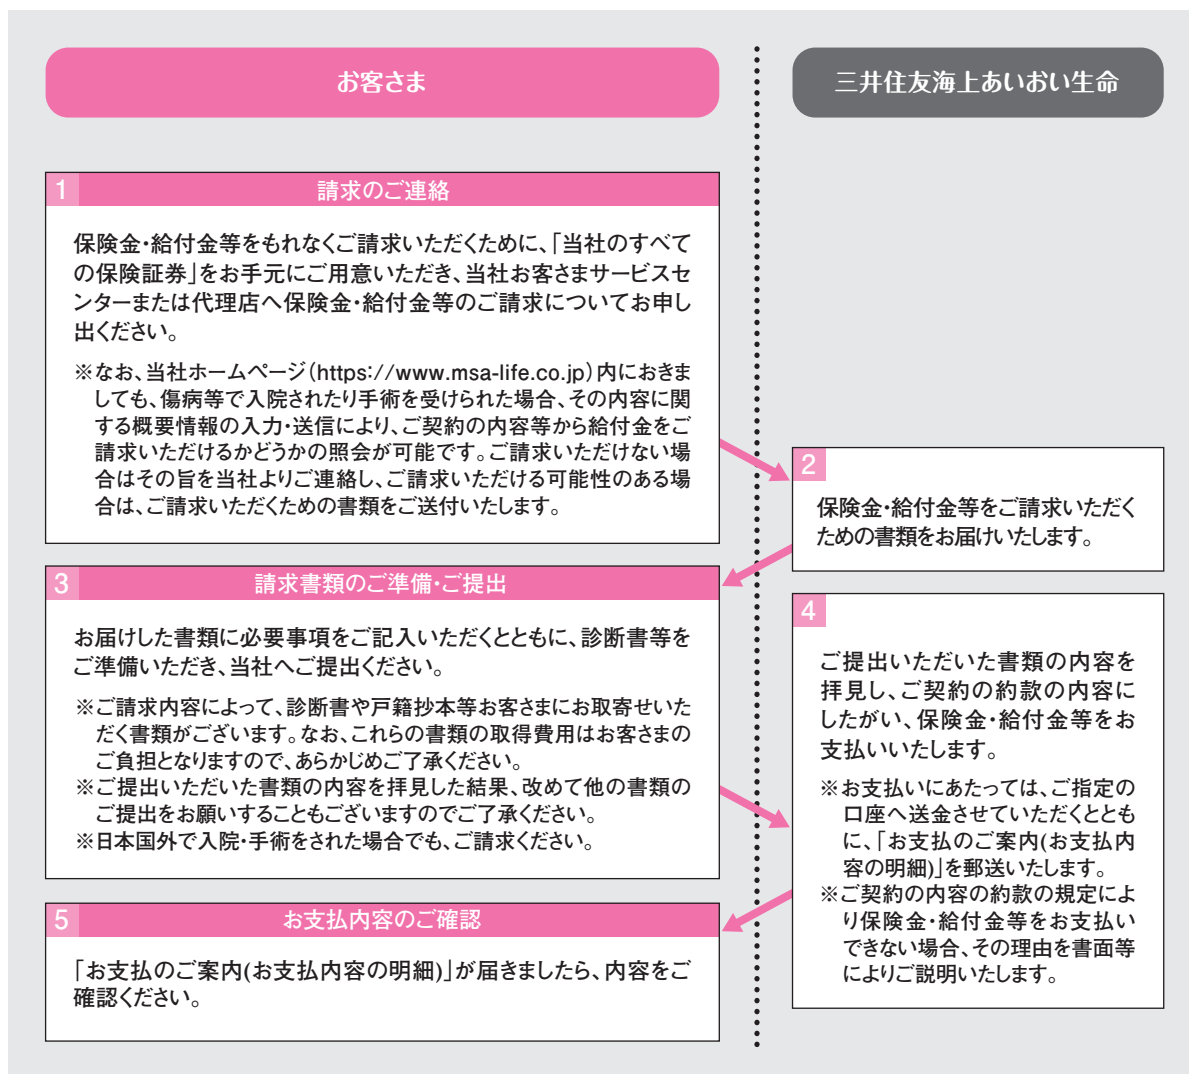 お客さま
三井住友海上あいおい生命
1 請求のご連絡
保険金・給付金等をもれなくご請求いただくために、「当社のすべて
の保険証券」をお手元にご用意いただき、当社お客さまサービスセ
ンターまたは代理店へ保険金・給付金等のご請求についてお申し
出ください。
※なお、当社ホームページ(https://www.msa-life.co.jp)内におきま
しても、傷病等で入院されたり手術を受けられた場合、その内容に関
する概要情報の入力・送信により、ご契約の内容等から給付金をご
請求いただけるかどうかの照会が可能です。ご請求いただけない場
合はその旨を当社よりご連絡し、ご請求いただける可能性のある場
合は、ご請求いただくための書類をご送付いたします。
2
保険金・給付金等をご請求いただく
ための書類をお届けいたします。
3 請求書類のご準備・ご提出
お届けした書類に必要事項をご記入いただくとともに、診断書等を
ご準備いただき、当社へご提出ください。
※ご請求内容によって、診断書や戸籍抄本等お客さまにお取寄せいた
だく書類がございます。なお、これらの書類の取得費用はお客さまの
ご負担となりますので、あらかじめご了承ください。
※ご提出いただいた書類の内容を拝見した結果、改めて他の書類の
ご提出をお願いすることもございますのでご了承ください。
※日本国外で入院・手術をされた場合でも、ご請求ください。
4
ご提出いただいた書類の内容を
拝見し、ご契約の約款の内容に
したがい、保険金・給付金等をお
支払いいたします。
※お支払いにあたっては、ご指定の
口座へ送金させていただくととも
に、「お支払のご案内(お支払内
容の明細)」を郵送いたします。
※ご契約の内容の約款の規定によ
り保険金・給付金等をお支払い
できない場合、その理由を書面等
によりご説明いたします。
5 お支払内容のご確認
「お支払のご案内(お支払内容の明細)」が届きましたら、内容をご
確認ください。